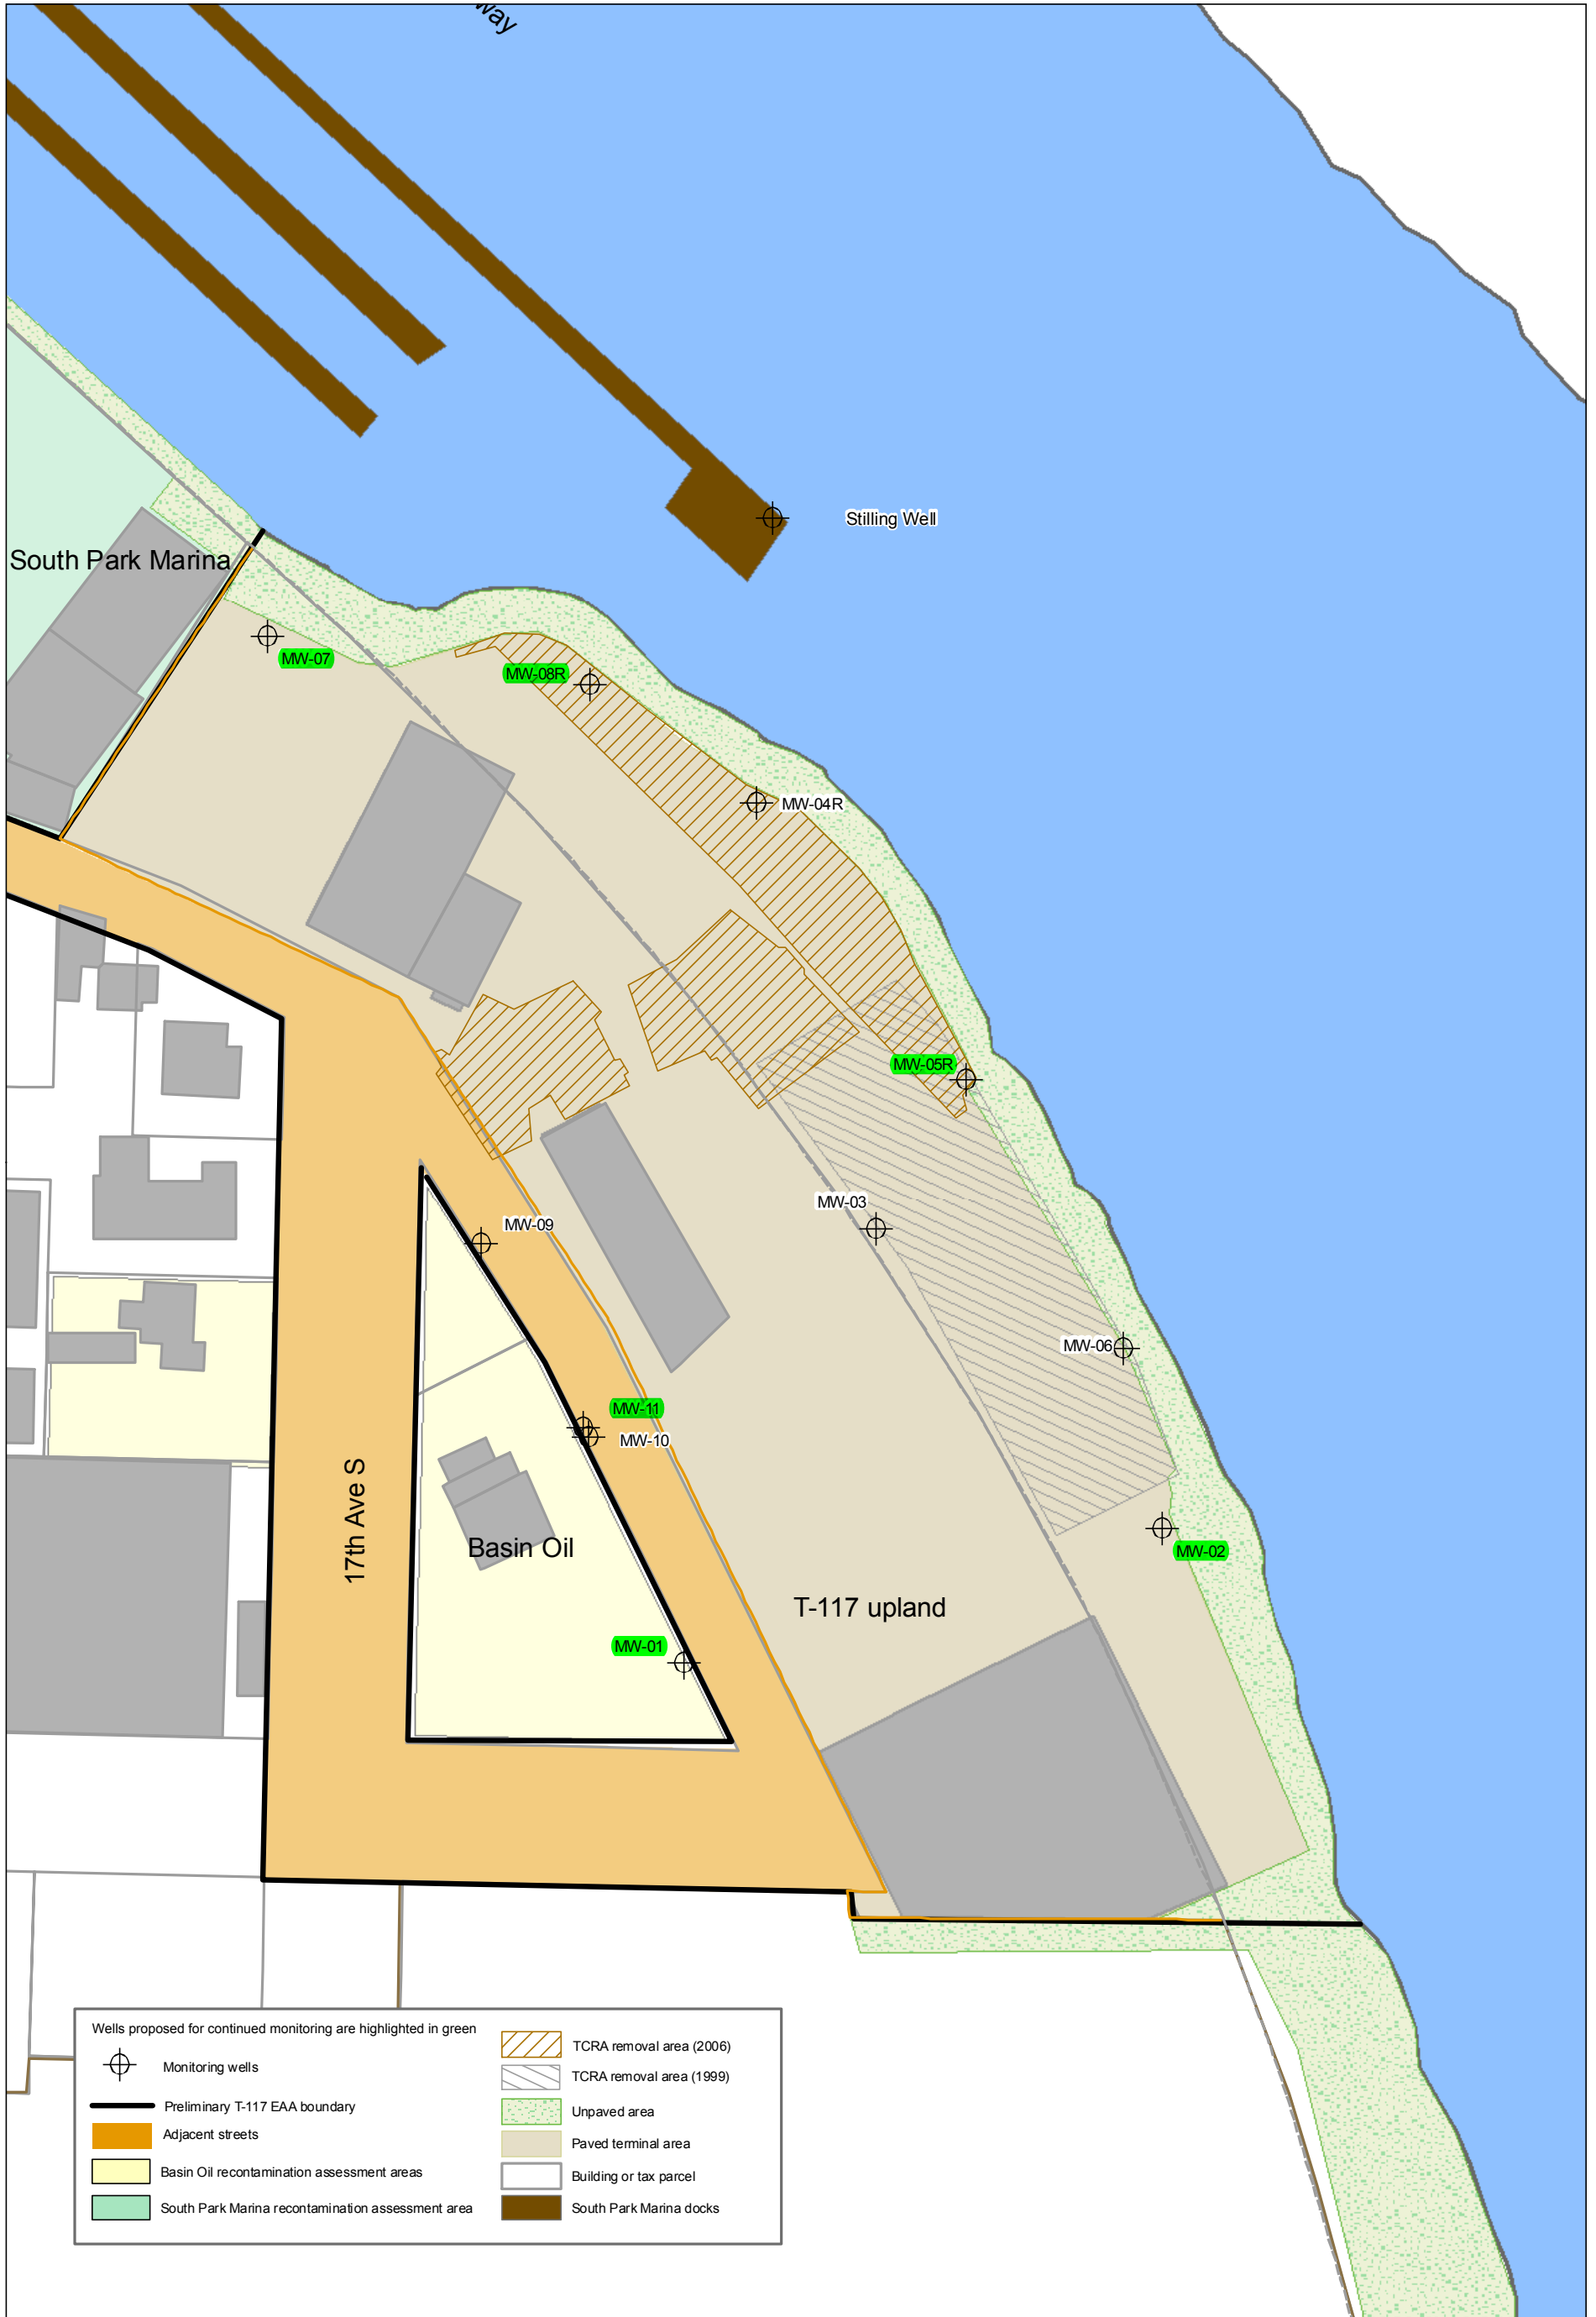 way
Stilling Well
South Park Marina
MW-07
MW-08R
MW-04R
MW-05R
MW-03
MW-09
MW-06
MW-11
MW-10
17th Ave S
Basin Oil
MW-02
T-117 upland
MW-01
Wells proposed for continued monitoring are highlighted in green
Monitoring wells
Preliminary T-117 EAA boundary
Adjacent streets
Basin Oil recontamination assessment areas
South Park Marina recontamination assessment area
TCRA removal area (2006)
TCRA removal area (1999)
Unpaved area
Paved terminal area
Building or tax parcel
South Park Marina docks